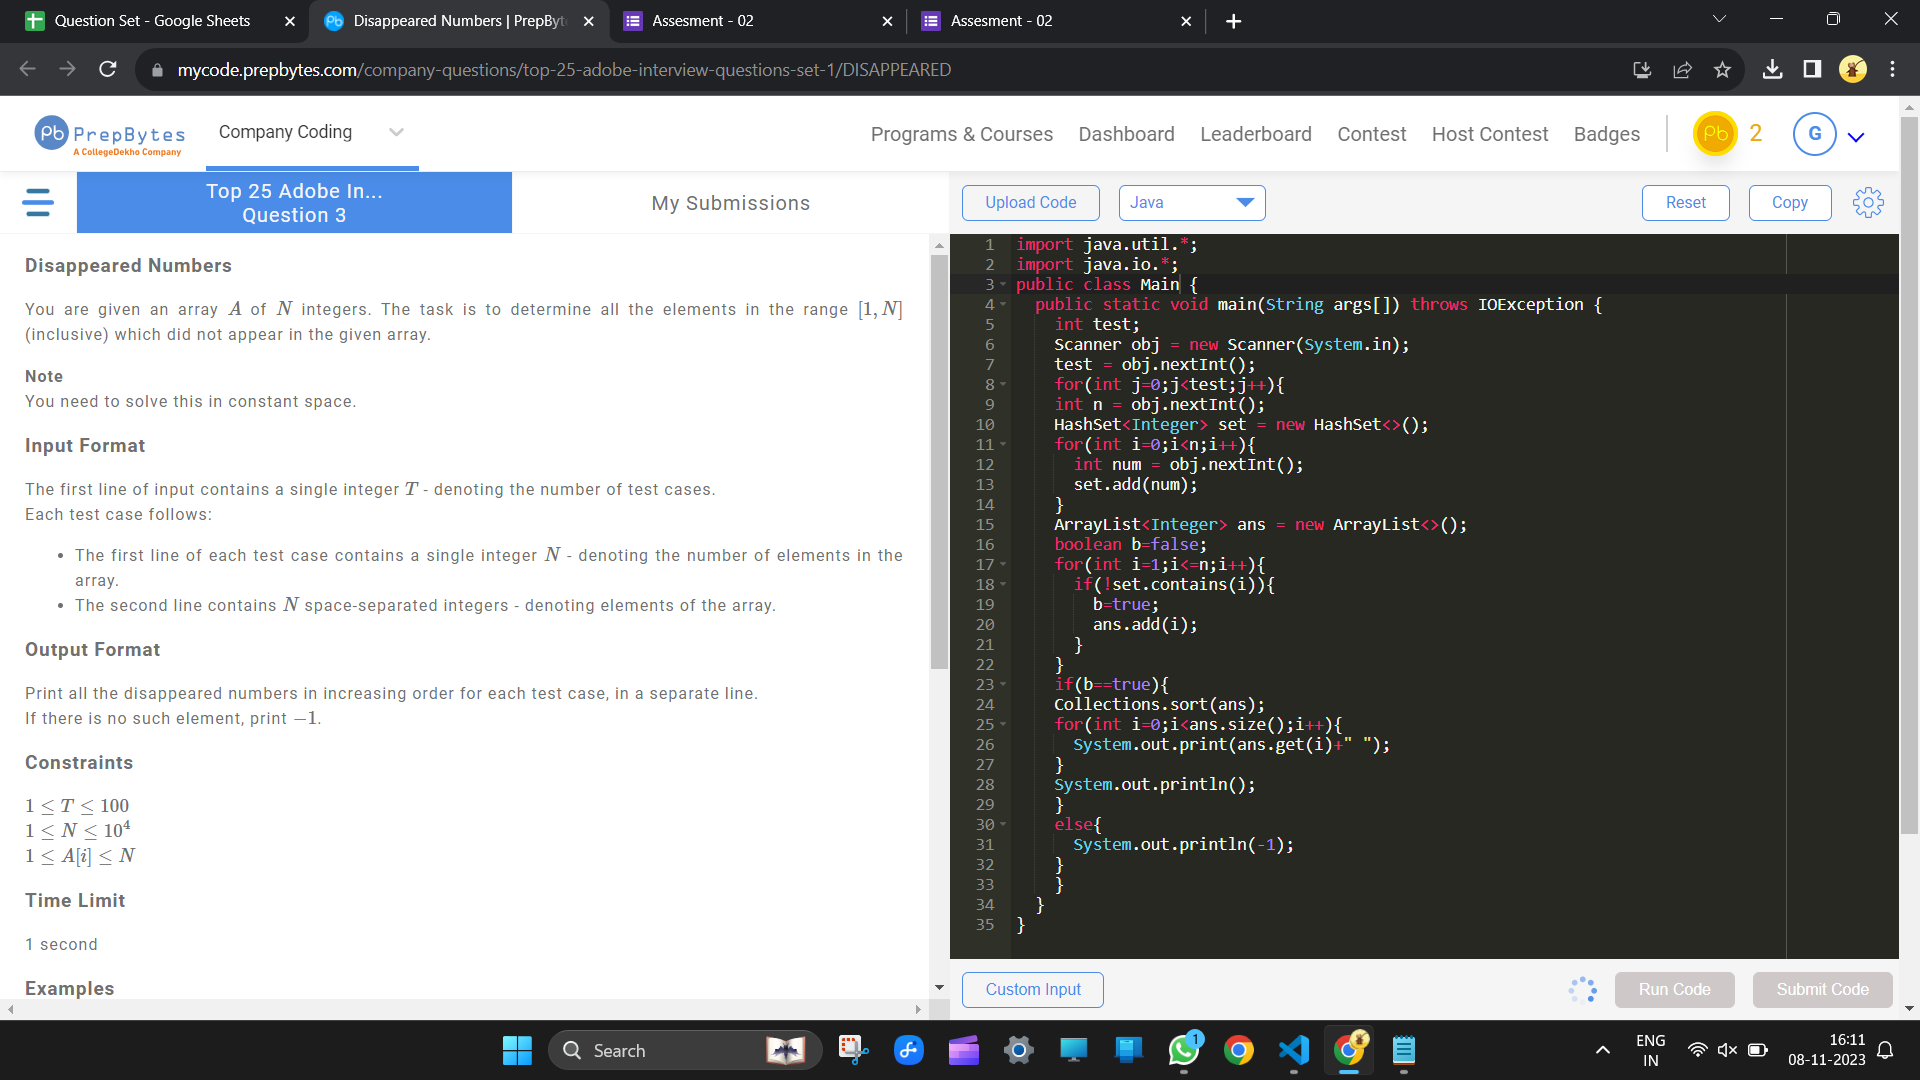 Question Set - Google Sheets
Disappeared Numbers | PrepByt
Assesment - 02
Assesment - 02
mycode.prepbytes.com/company-questions/top-25-adobe-interview-questions-set-1/DISAPPEARED
Pb PrepBytes
A CollegeDekho Company
Company Coding
Programs & Courses
Dashboard
Leaderboard
Contest
Host Contest
Badges
Pb 2
G
Top 25 Adobe In...
Question 3
My Submissions
Upload Code
Java
Reset
Copy
Disappeared Numbers
You are given an array A of N integers. The task is to determine all the elements in the range [1, N]
(inclusive) which did not appear in the given array.
Note
You need to solve this in constant space.
Input Format
The first line of input contains a single integer T - denoting the number of test cases.
Each test case follows:
• The first line of each test case contains a single integer N - denoting the number of elements in the
array.
• The second line contains N space-separated integers - denoting elements of the array.
Output Format
Print all the disappeared numbers in increasing order for each test case, in a separate line.
If there is no such element, print −1.
Constraints
1 ≤ T ≤ 100
1 ≤ N ≤ 10⁴
1 ≤ A[i] ≤ N
Time Limit
1 second
Examples
1 import java.util.*;
2 import java.io.*;
3 public class Main {
4 public static void main(String args[]) throws IOException {
5 int test;
6 Scanner obj = new Scanner(System.in);
7 test = obj.nextInt();
8 for(int j=0;j<test;j++){
9 int n = obj.nextInt();
10 HashSet<Integer> set = new HashSet<>();
11 for(int i=0;i<n;i++){
12 int num = obj.nextInt();
13 set.add(num);
14 }
15 ArrayList<Integer> ans = new ArrayList<>();
16 boolean b=false;
17 for(int i=1;i<=n;i++){
18 if(!set.contains(i)){
19 b=true;
20 ans.add(i);
21 }
22 }
23 if(b==true){
24 Collections.sort(ans);
25 for(int i=0;i<ans.size();i++){
26 System.out.print(ans.get(i)+" ");
27 }
28 System.out.println();
29 }
30 else{
31 System.out.println(-1);
32 }
33 }
34 }
35 }
Custom Input
Run Code
Submit Code
Search
1
ENG
IN
16:11
08-11-2023